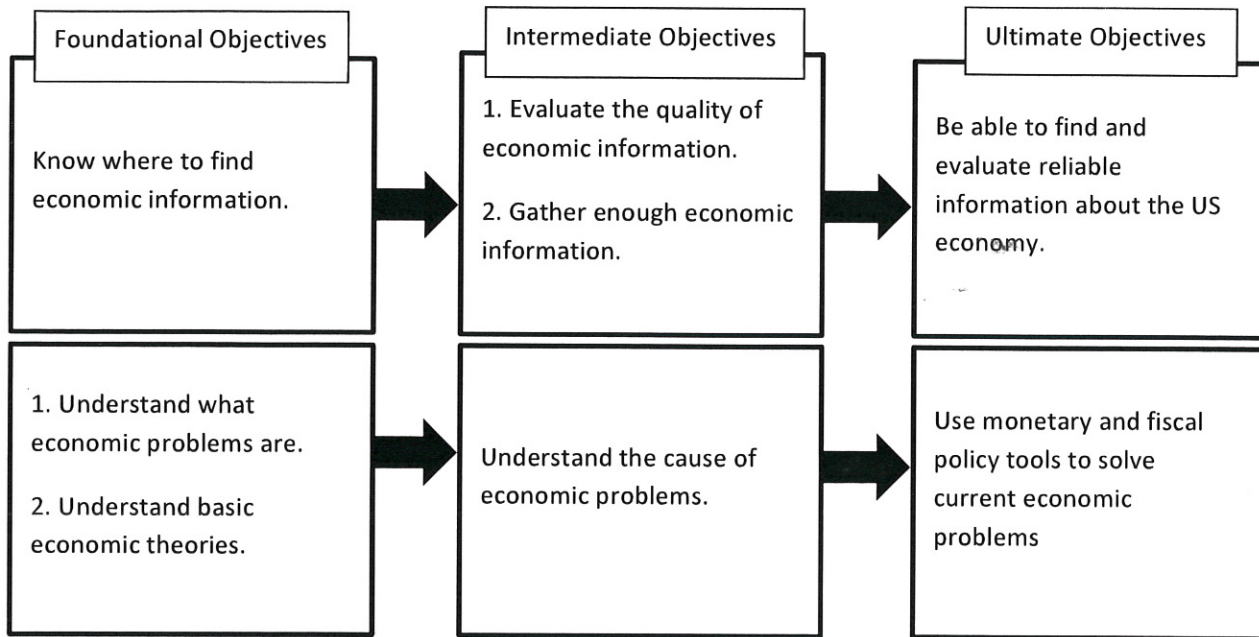 Foundational Objectives
Intermediate Objectives
Ultimate Objectives
Know where to find
economic information.
1. Evaluate the quality of
economic information.
2. Gather enough economic
information.
Be able to find and
evaluate reliable
information about the US
economy.
1. Understand what
economic problems are.
2. Understand basic
economic theories.
Understand the cause of
economic problems.
Use monetary and fiscal
policy tools to solve
current economic
problems